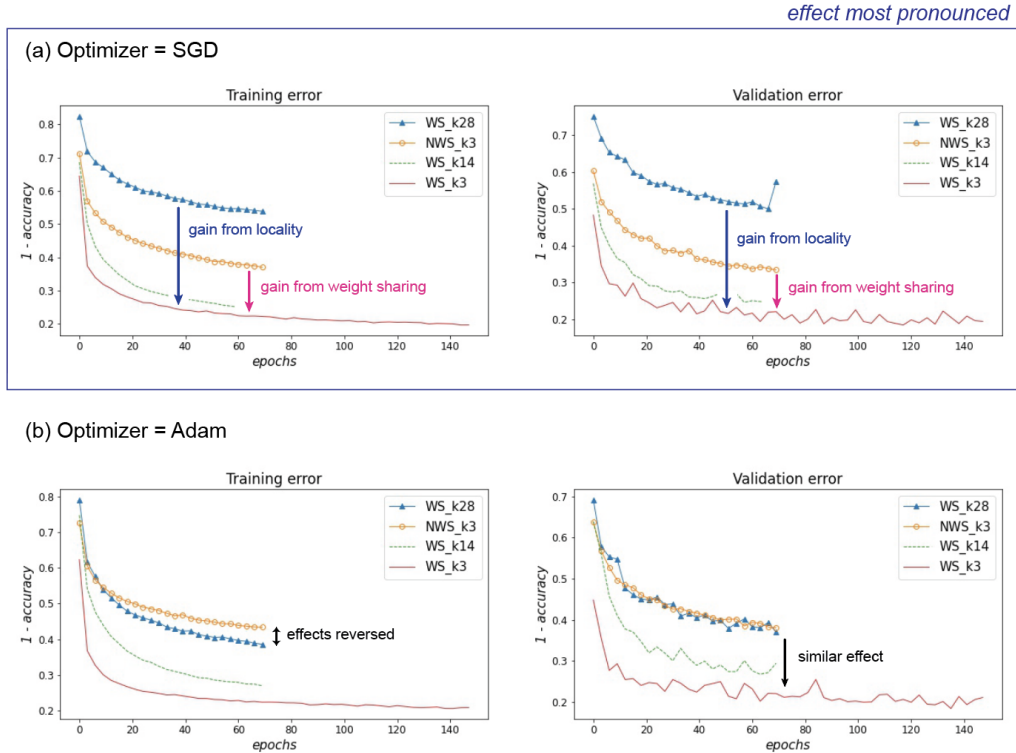 effect most pronounced
(a) Optimizer = SGD
Training error
1 - accuracy
0.8
0.7
0.6
0.5
0.4
0.3
0.2
WS_k28
NWS_k3
WS_k14
WS_k3
gain from locality
gain from weight sharing
0 20 40 60 80 100 120 140
epochs
Validation error
1 - accuracy
0.7
0.6
0.5
0.4
0.3
0.2
WS_k28
NWS_k3
WS_k14
WS_k3
gain from locality
gain from weight sharing
0 20 40 60 80 100 120 140
epochs
(b) Optimizer = Adam
Training error
1 - accuracy
0.8
0.7
0.6
0.5
0.4
0.3
0.2
WS_k28
NWS_k3
WS_k14
WS_k3
effects reversed
0 20 40 60 80 100 120 140
epochs
Validation error
1 - accuracy
0.7
0.6
0.5
0.4
0.3
0.2
WS_k28
NWS_k3
WS_k14
WS_k3
similar effect
0 20 40 60 80 100 120 140
epochs